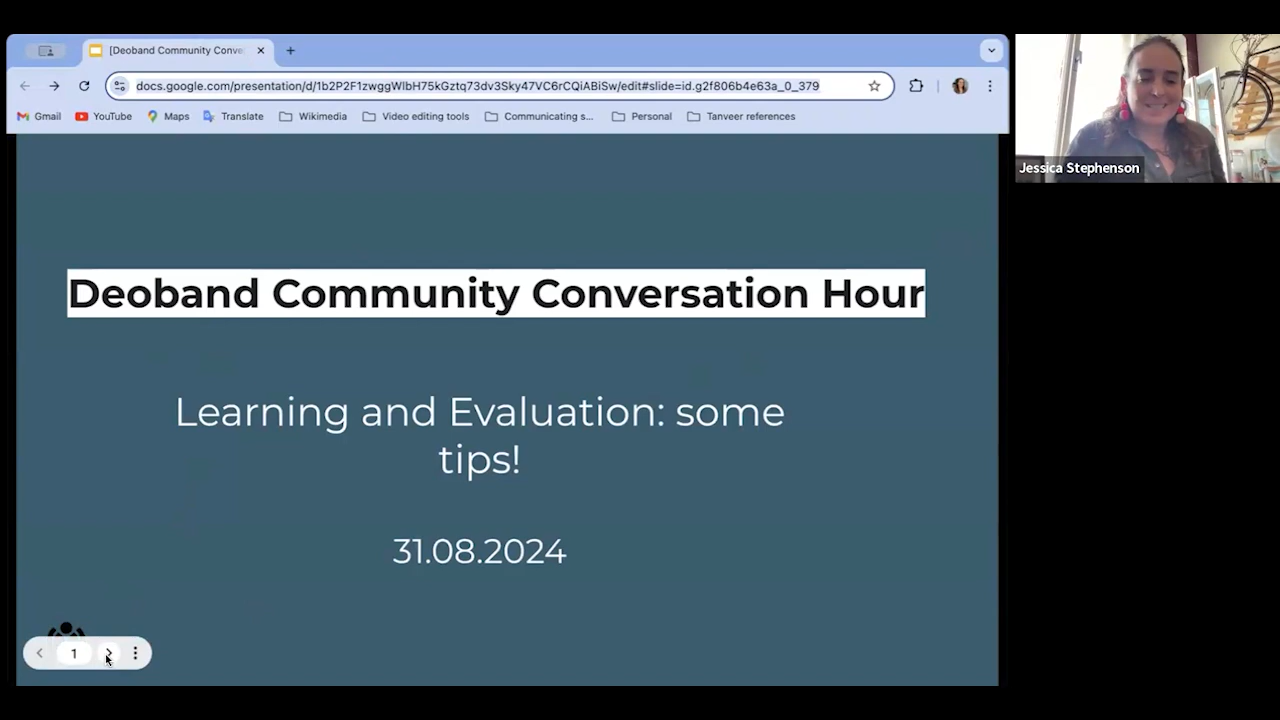 [Deoband Community Conve
docs.google.com/presentation/d/1b2P2F1zwggWlbH75kGztq73dv3Sky47VC6rCQiABiSw/edit#slide=id.g2f806b4e63a_0_379
Gmail YouTube Maps Translate Wikimedia Video editing tools Communicating s... Personal Tanveer references
Jessica Stephenson
Deoband Community Conversation Hour
Learning and Evaluation: some
tips!
31.08.2024
1